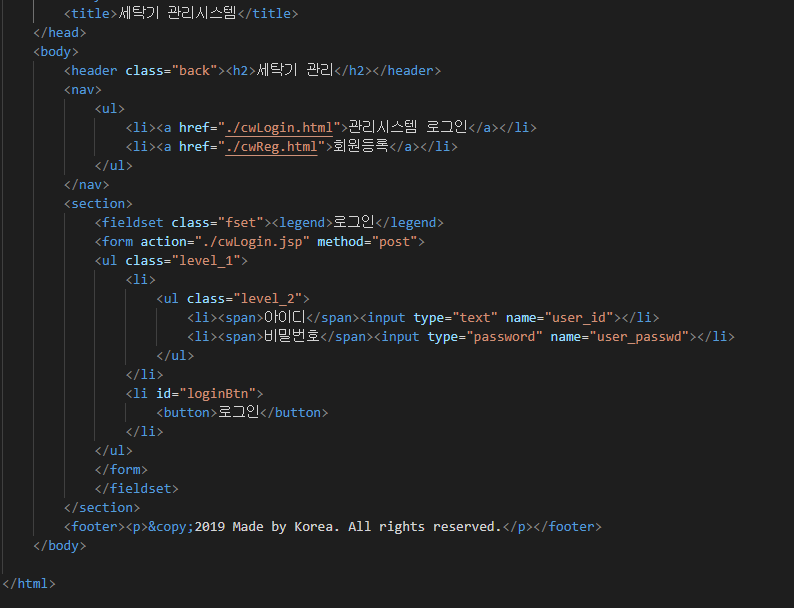 <title>세탁기 관리시스템</title>
</head>
<body>
<header class="back"><h2>세탁기 관리</h2></header>
<nav>
<ul>
<li><a href="./cwLogin.html">관리시스템 로그인</a></li>
<li><a href="./cwReg.html">회원등록</a></li>
</ul>
</nav>
<section>
<fieldset class="fset"><legend>로그인</legend>
<form action="./cwLogin.jsp" method="post">
<ul class="level_1">
<li>
<ul class="level_2">
<li><span>아이디</span><input type="text" name="user_id"></li>
<li><span>비밀번호</span><input type="password" name="user_passwd"></li>
</ul>
</li>
<li id="loginBtn">
<button>로그인</button>
</li>
</ul>
</form>
</fieldset>
</section>
<footer><p>&copy;2019 Made by Korea. All rights reserved.</p></footer>
</body>
</html>